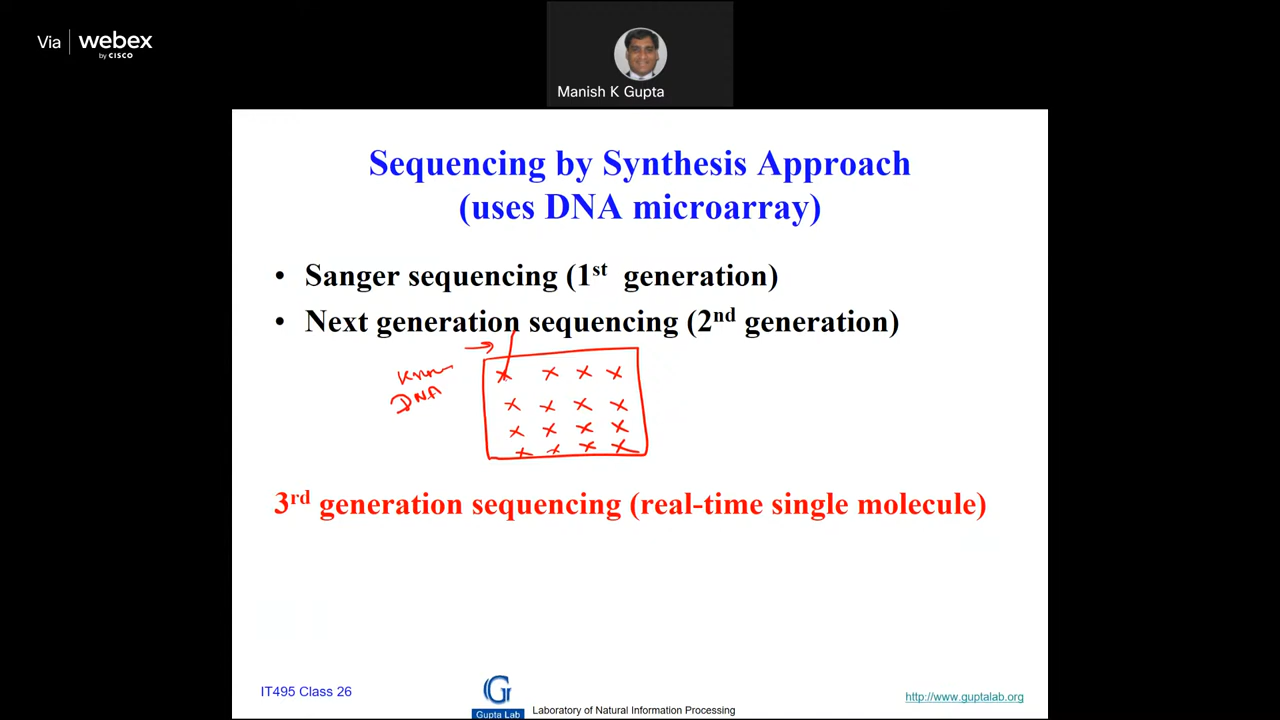 Via webex
by CISCO
Manish K Gupta
Sequencing by Synthesis Approach
(uses DNA microarray)
• Sanger sequencing (1st generation)
• Next generation sequencing (2nd generation)
DNA
3rd generation sequencing (real-time single molecule)
IT495 Class 26
G
Gupta Lab
Laboratory of Natural Information Processing
http://www.guptalab.org